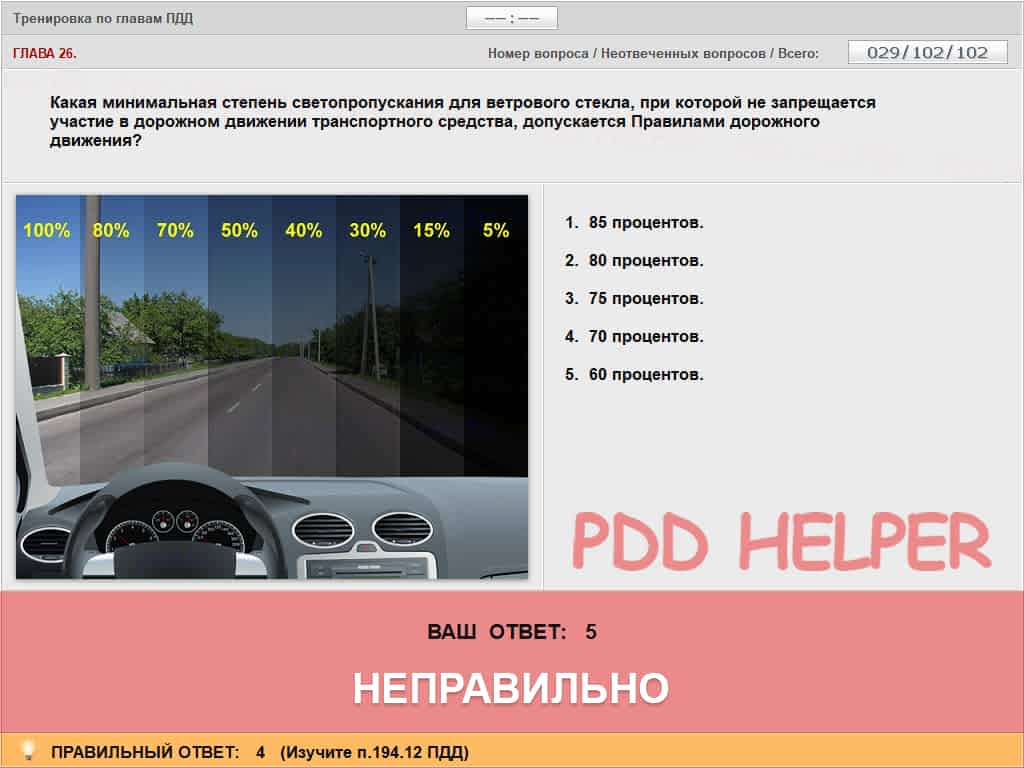 Тренировка по главам ПДД
–– : ––
ГЛАВА 26.
Номер вопроса / Неотвеченных вопросов / Всего:
029/102/102
Какая минимальная степень светопропускания для ветрового стекла, при которой не запрещается
участие в дорожном движении транспортного средства, допускается Правилами дорожного
движения?
100% 80% 70% 50% 40% 30% 15% 5%
1. 85 процентов.
2. 80 процентов.
3. 75 процентов.
4. 70 процентов.
5. 60 процентов.
PDD HELPER
ВАШ ОТВЕТ: 5
НЕПРАВИЛЬНО
ПРАВИЛЬНЫЙ ОТВЕТ: 4 (Изучите п.194.12 ПДД)